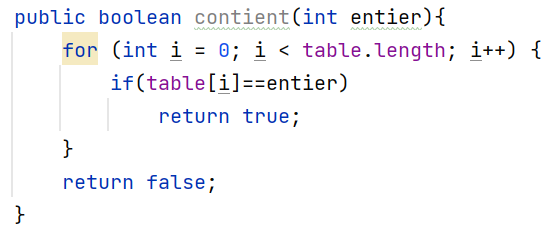 public boolean contient(int entier){
for (int i = 0; i < table.length; i++) {
if(table[i]==entier)
return true;
}
return false;
}